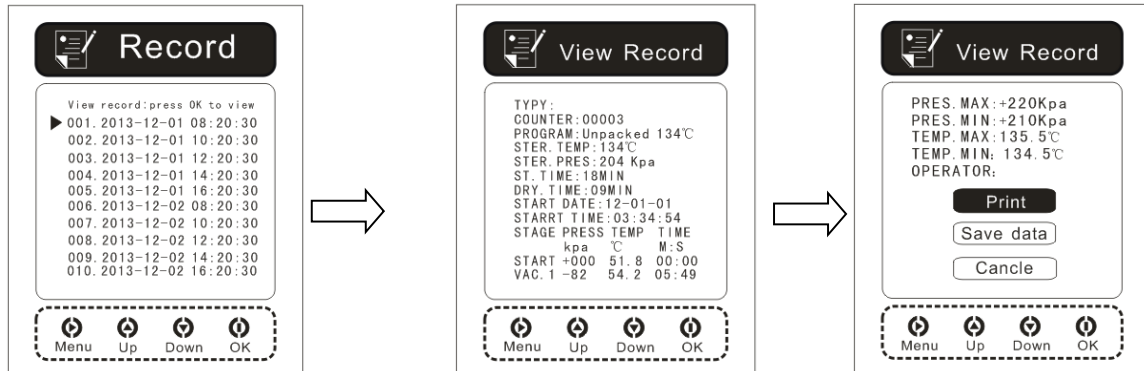 Record
View record:press OK to view
001.2013-12-01 08:20:30
002.2013-12-01 10:20:30
003.2013-12-01 12:20:30
004.2013-12-01 14:20:30
005.2013-12-01 16:20:30
006.2013-12-02 08:20:30
007.2013-12-02 10:20:30
008.2013-12-02 12:20:30
009.2013-12-02 14:20:30
010.2013-12-02 16:20:30
Menu Up Down OK
View Record
TYPY:
COUNTER:00003
PROGRAM:Unpacked 134℃
STER.TEMP:134℃
STER.PRES:204 Kpa
ST.TIME:18MIN
DRY.TIME:09MIN
START DATE:12-01-01
STARRT TIME:03:34:54
STAGE PRESS TEMP TIME
kpa ℃ M:S
START +000 51.8 00:00
VAC.1 -82 54.2 05:49
Menu Up Down OK
View Record
PRES.MAX:+220Kpa
PRES.MIN:+210Kpa
TEMP.MAX:135.5℃
TEMP.MIN: 134.5℃
OPERATOR:
Print
Save data
Cancle
Menu Up Down OK